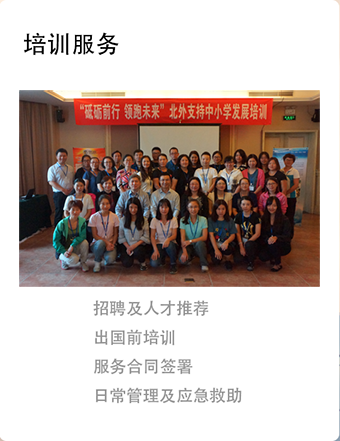 培训服务
“砥砺前行 领跑未来”北外支持中小学发展培训
招聘及人才推荐
出国前培训
服务合同签署
日常管理及应急救助